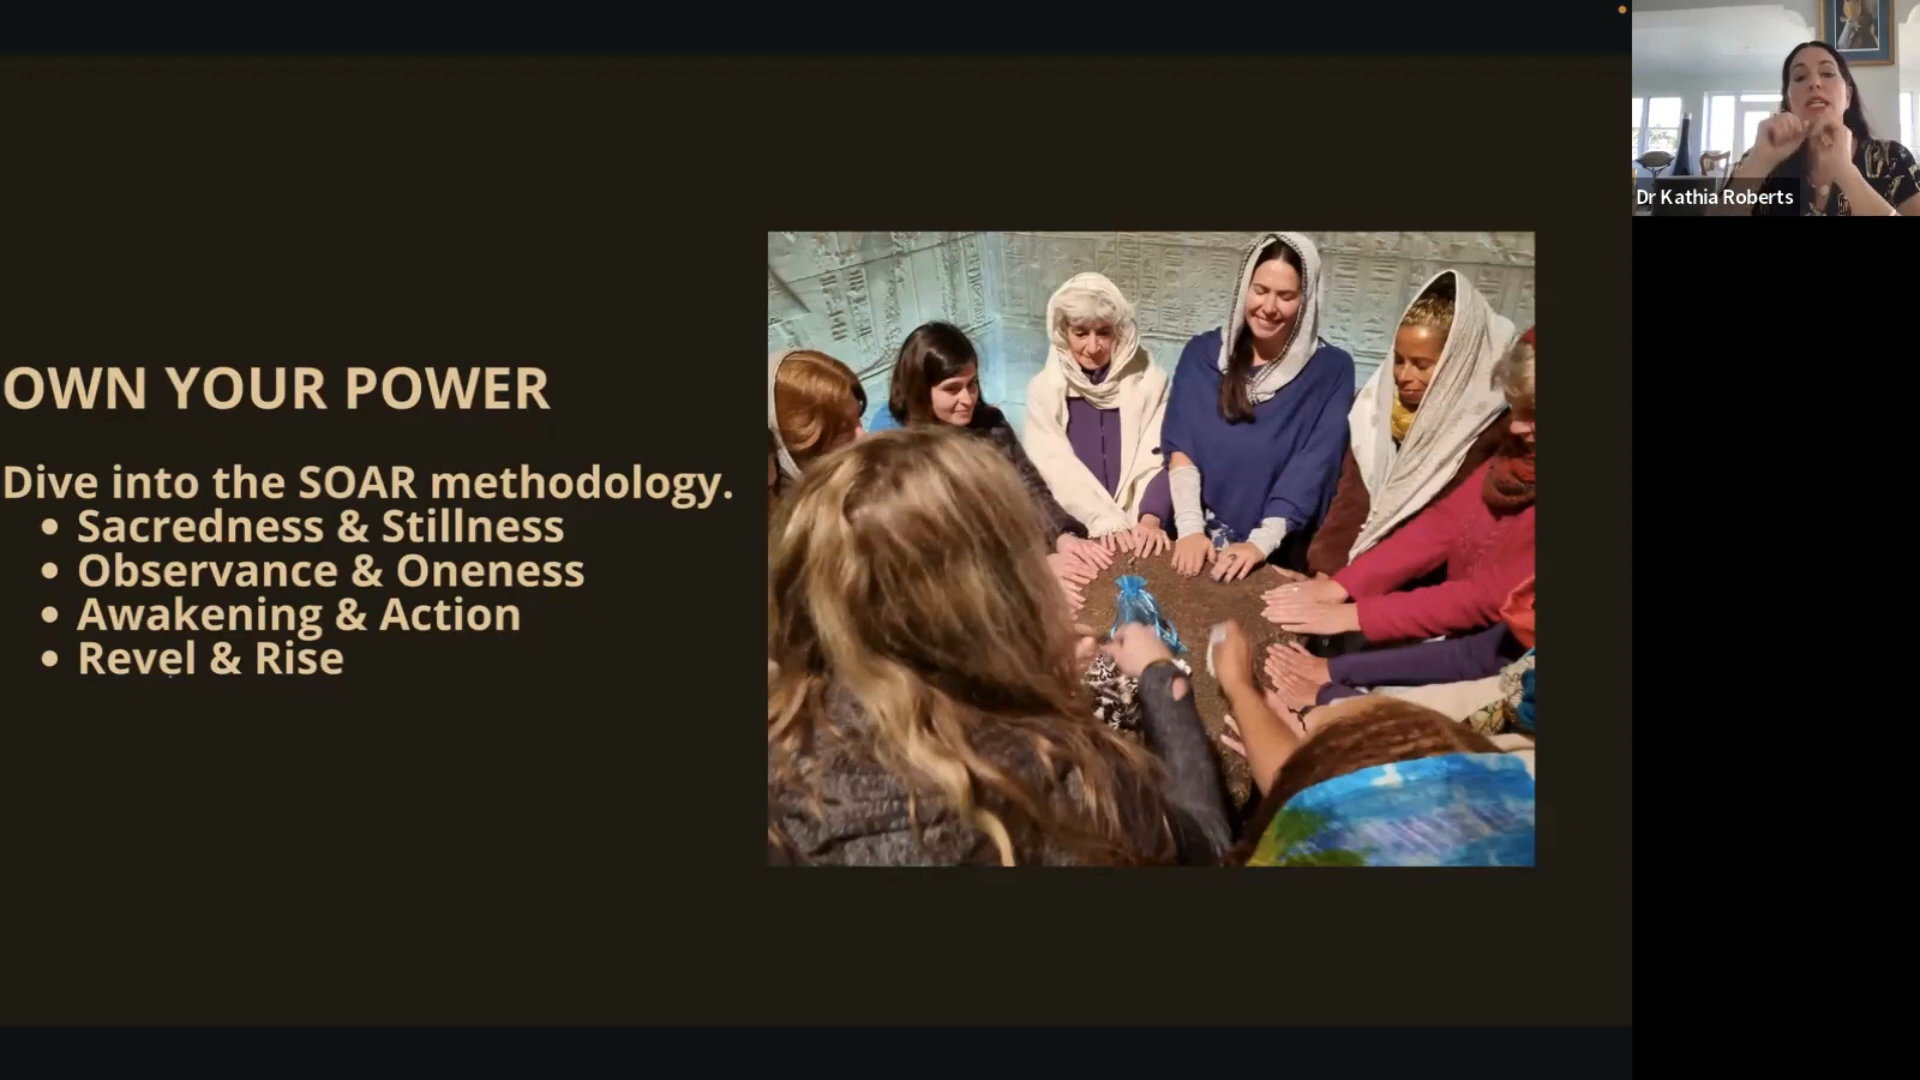 OWN YOUR POWER
Dive into the SOAR methodology.
• Sacredness & Stillness
• Observance & Oneness
• Awakening & Action
• Revel & Rise
Dr Kathia Roberts